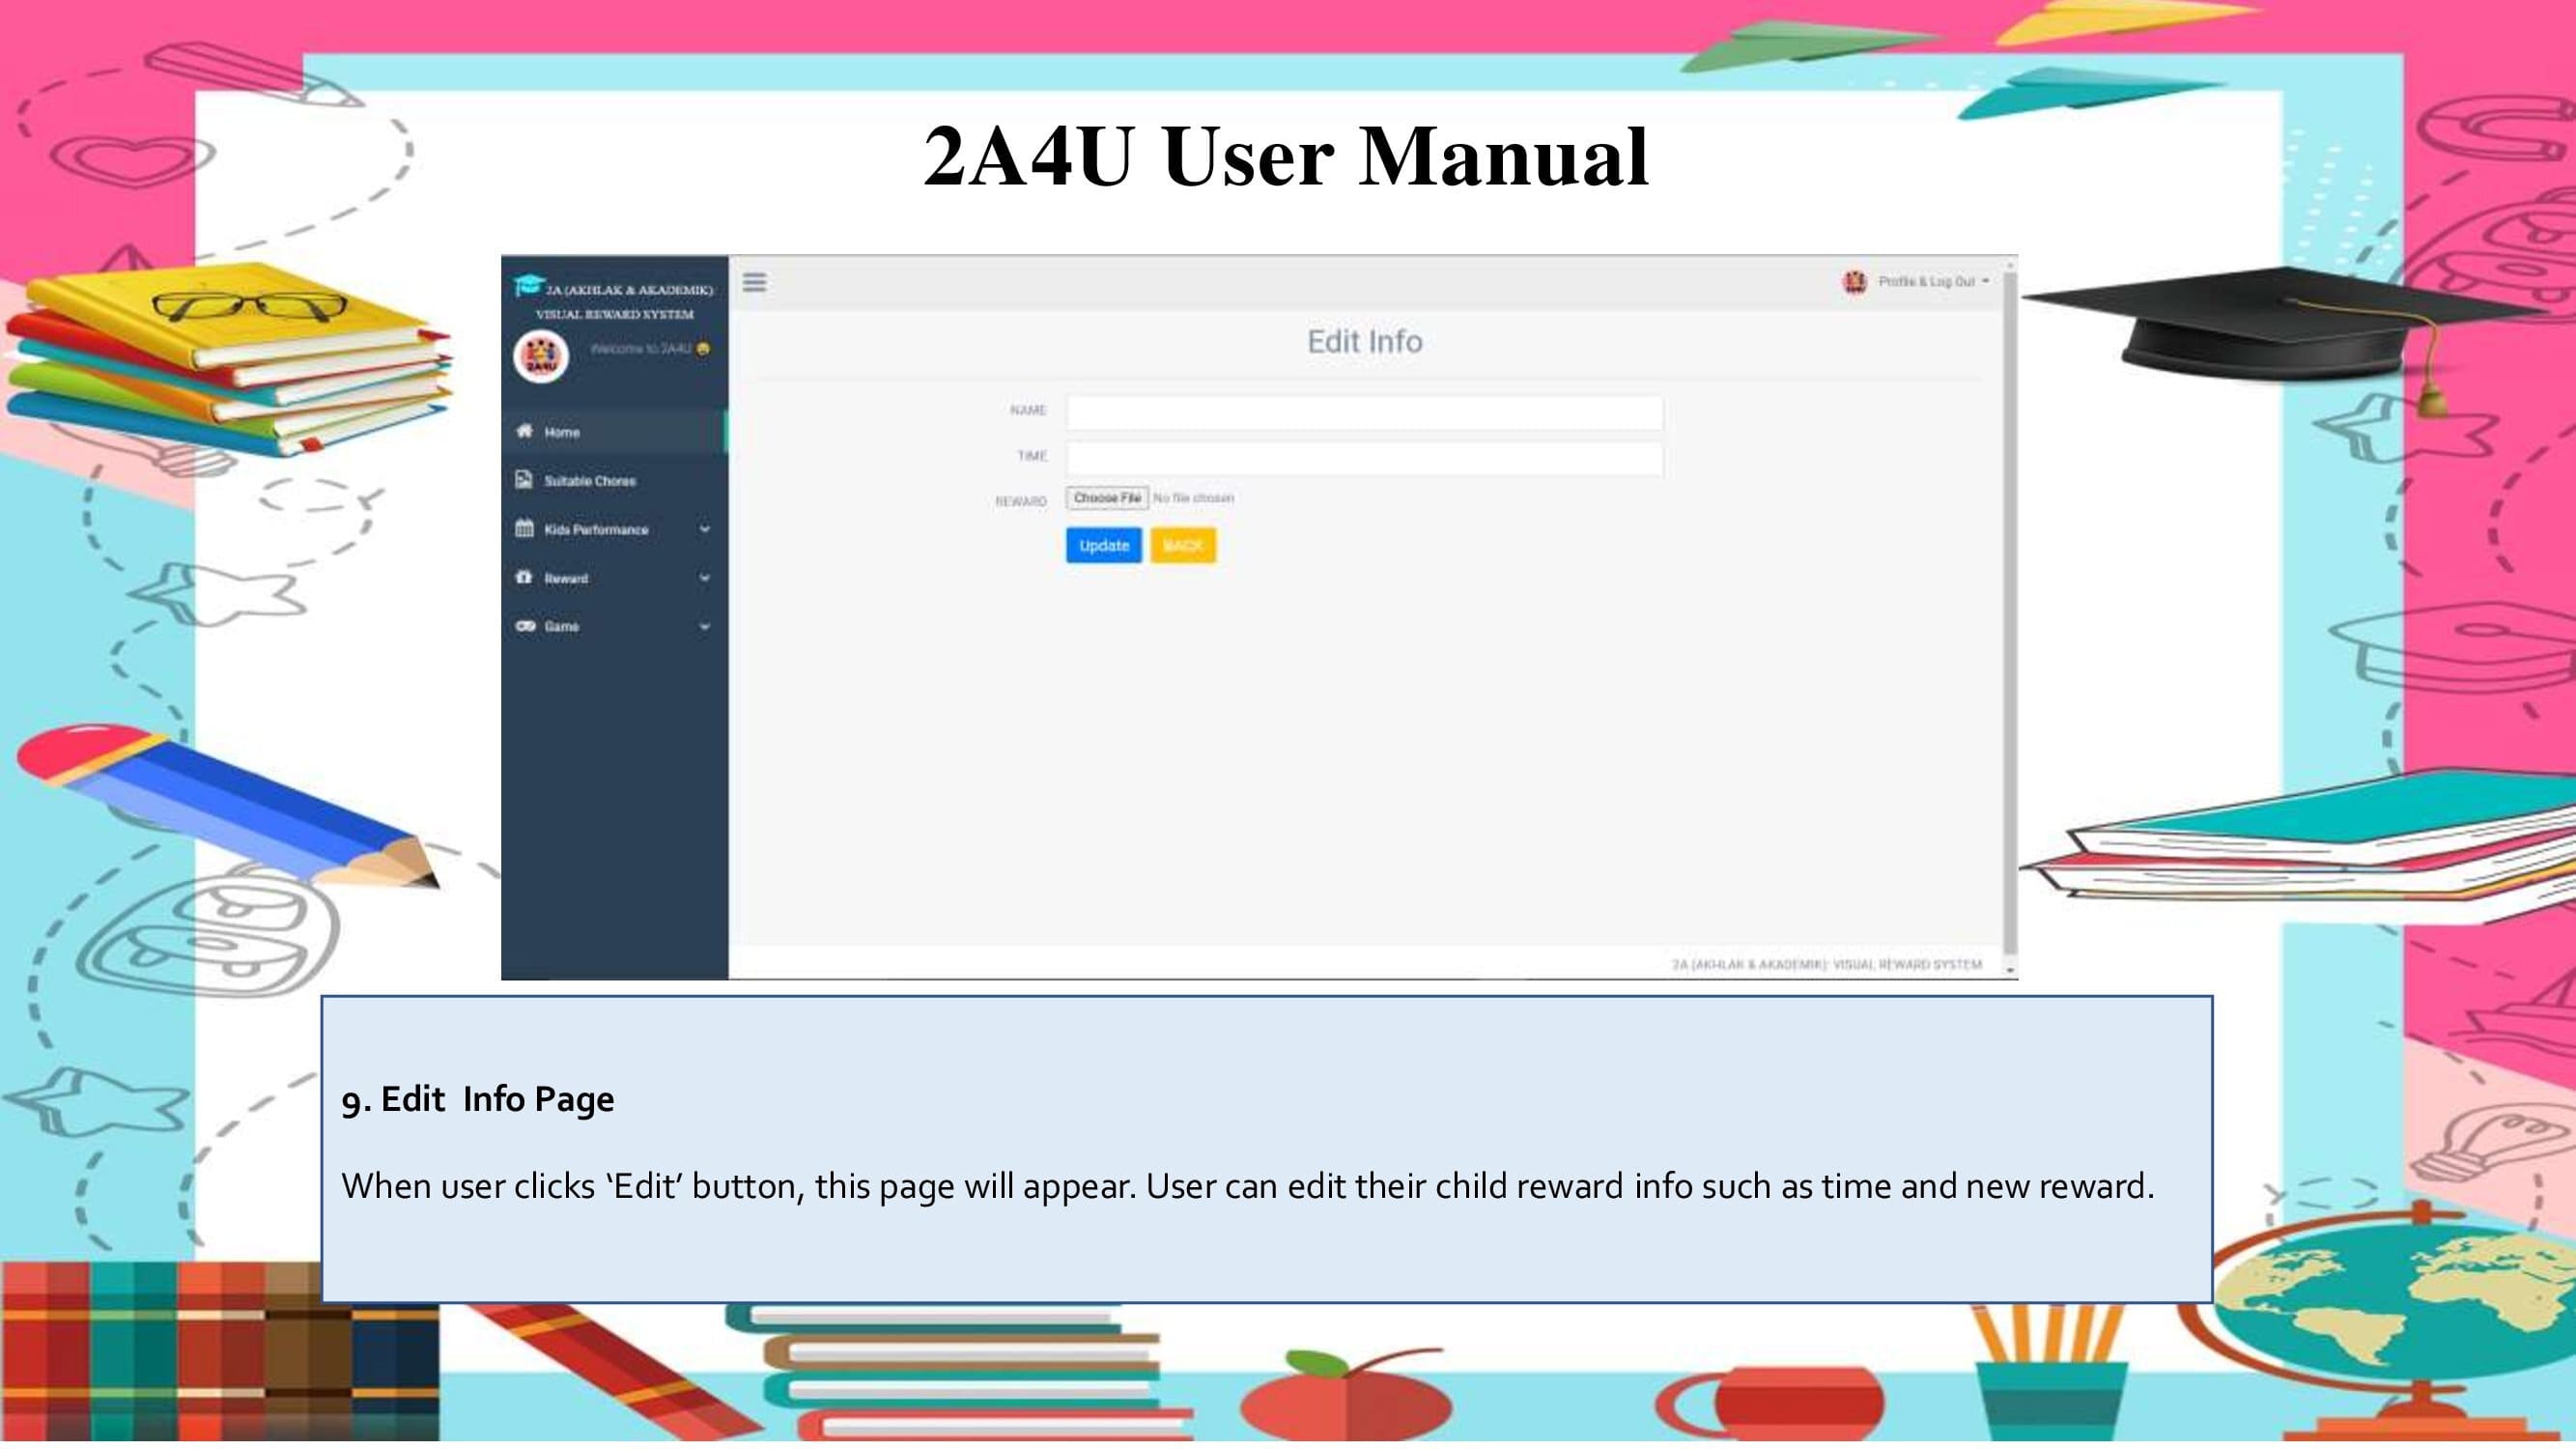 2A4U User Manual
2A (AKHLAK & AKADEMIK):
VISUAL REWARD SYSTEM
2A4U
Welcome to 2A4U
Profile & Log Out
Home
Suitable Chores
Kids Performance
Reward
Game
Edit Info
NAME
TIME
REWARD
Choose File No file chosen
Update BACK
2A (AKHLAK & AKADEMIK): VISUAL REWARD SYSTEM
9. Edit  Info Page
When user clicks ‘Edit’ button, this page will appear. User can edit their child reward info such as time and new reward.